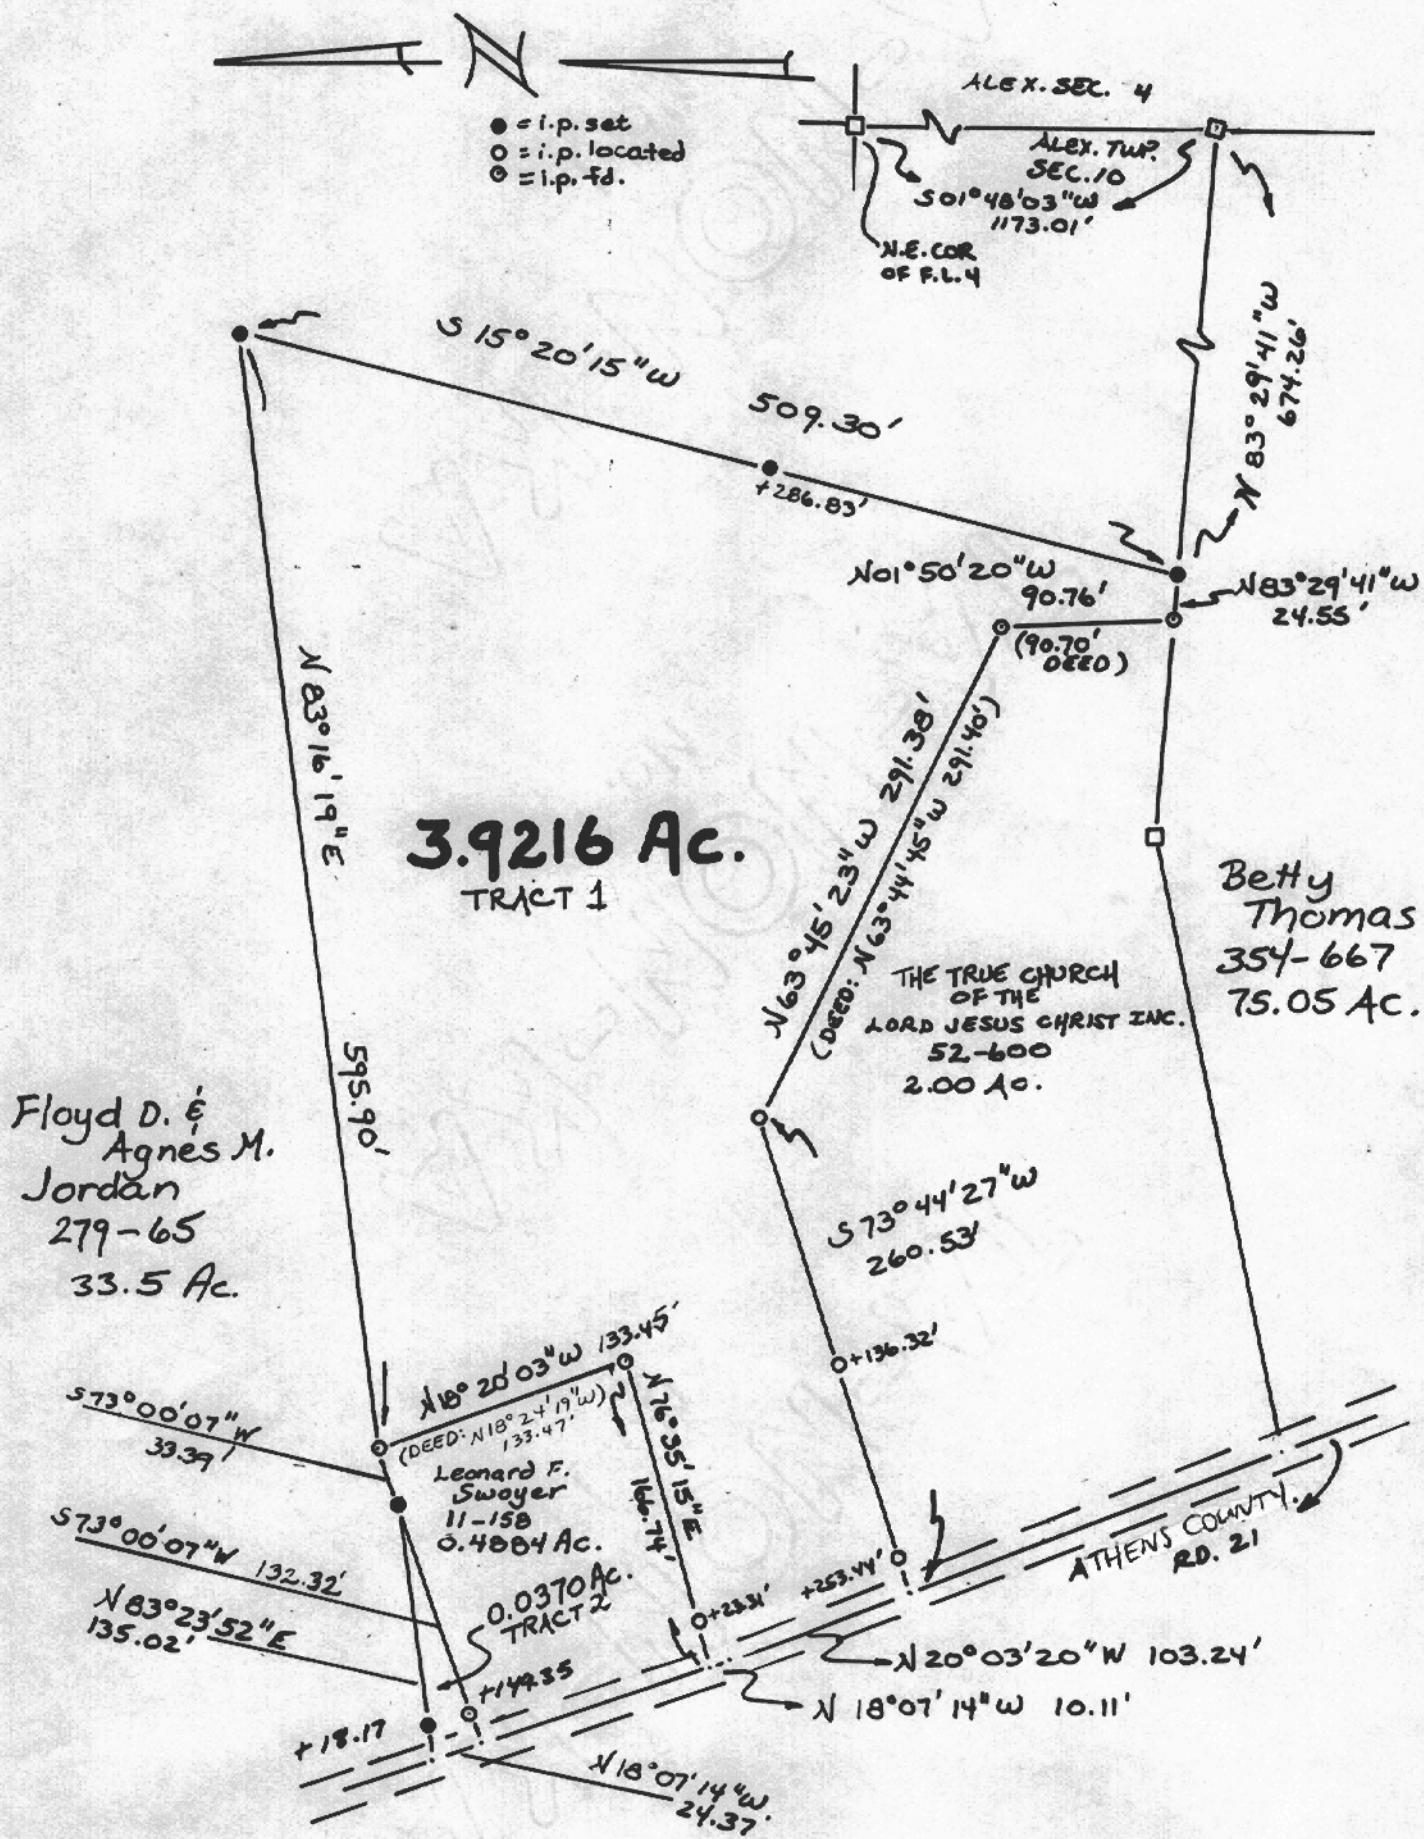 N
● = i.p. set
○ = i.p. located
⊙ = i.p. fd.
ALEX. SEC. 4
ALEX. TWP.
SEC. 10
S 01° 48' 03" W
1173.01'
N.E. COR
OF F.L. 4
N 83° 29' 41" W
674.26'
S 15° 20' 15" W
509.30'
+286.83'
N 01° 50' 20" W
90.76'
(90.70'
DEED)
N 83° 29' 41" W
24.55'
N 83° 16' 19" E
595.90'
3.9216 Ac.
TRACT 1
N 63° 45' 23" W 291.38'
(DEED: N 63° 44' 45" W 291.40')
THE TRUE CHURCH
OF THE
LORD JESUS CHRIST INC.
52-600
2.00 AC.
Betty
Thomas
354-667
75.05 AC.
Floyd D. &
Agnes M.
Jordan
279-65
33.5 Ac.
S 73° 44' 27" W
260.53'
+136.32'
N 18° 20' 03" W 133.45'
(DEED: N 18° 24' 19" W)
133.47'
N 76° 35' 15" E
166.74'
S 73° 00' 07" W
33.39'
Leonard F.
Swoyer
11-158
0.4884 Ac.
S 73° 00' 07" W 132.32'
N 83° 23' 52" E
135.02'
0.0370 Ac.
TRACT 2
+23.31'
+253.44'
ATHENS COUNTY.
RD. 21
N 20° 03' 20" W 103.24'
N 18° 07' 14" W 10.11'
+149.35
+18.17
N 18° 07' 14" W.
24.37'